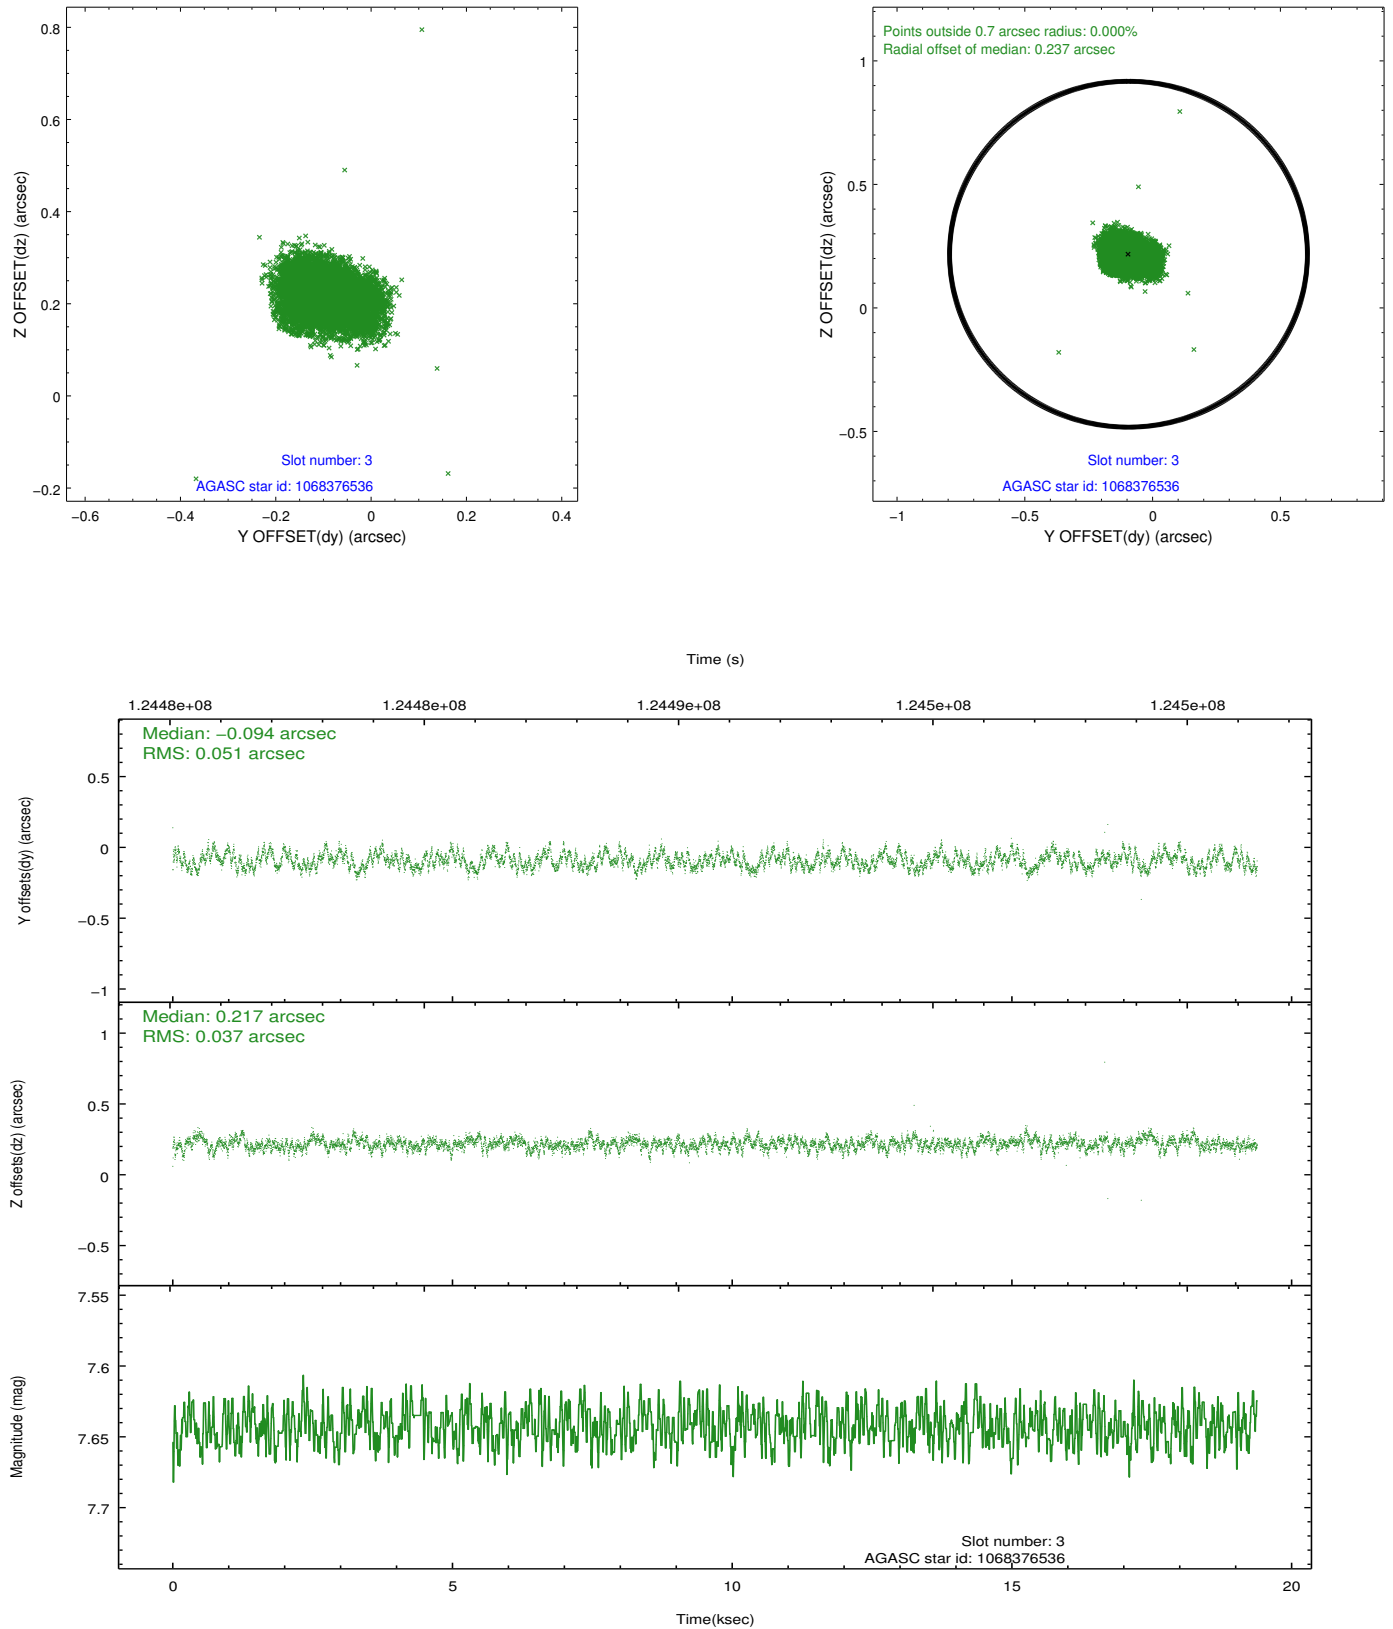 0.8
0.6
0.4
0.2
0
−0.2
−0.6
−0.4
−0.2
0
0.2
0.4
Z OFFSET(dz) (arcsec)
Y OFFSET(dy) (arcsec)
Slot number: 3
AGASC star id: 1068376536
Points outside 0.7 arcsec radius: 0.000%
Radial offset of median: 0.237 arcsec
1
0.5
0
−0.5
−1
−0.5
0
0.5
Z OFFSET(dz) (arcsec)
Y OFFSET(dy) (arcsec)
Slot number: 3
AGASC star id: 1068376536
Time (s)
1.2448e+08
1.2448e+08
1.2449e+08
1.245e+08
1.245e+08
Median: −0.094 arcsec
RMS: 0.051 arcsec
0.5
0
−0.5
−1
Y offsets(dy) (arcsec)
Median: 0.217 arcsec
RMS: 0.037 arcsec
1
0.5
0
−0.5
Z offsets(dz) (arcsec)
7.55
7.6
7.65
7.7
Magnitude (mag)
Slot number: 3
AGASC star id: 1068376536
0
5
10
15
20
Time(ksec)